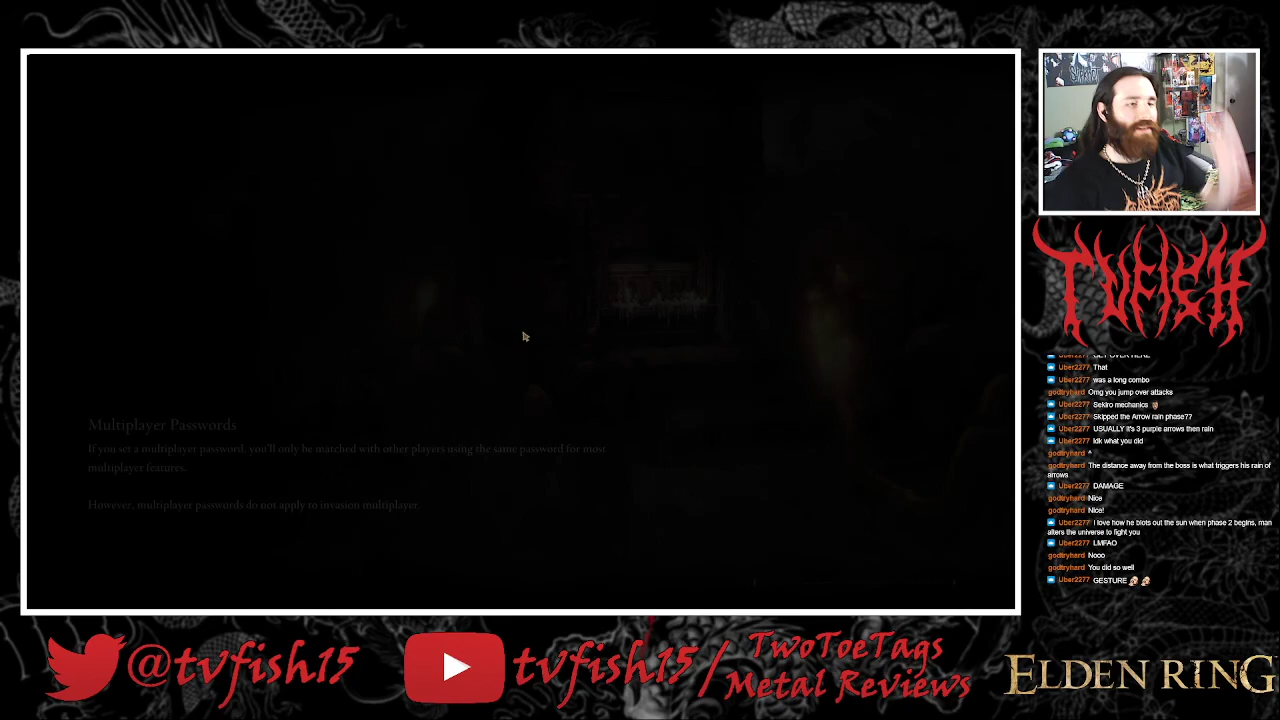 Multiplayer Passwords
If you set a multiplayer password, you'll only be matched with other players using the same password for most
multiplayer features.
However, multiplayer passwords do not apply to invasion multiplayer.
TVFISH
Uber2277 GET OVER HERE
Uber2277 That
Uber2277 was a long combo
godtryhard Omg you jump over attacks
Uber2277 Sekiro mechanics
Uber2277 Skipped the Arrow rain phase??
Uber2277 USUALLY it's 3 purple arrows then rain
Uber2277 Idk what you did
godtryhard ^
godtryhard The distance away from the boss is what triggers his rain of
arrows
Uber2277 DAMAGE
godtryhard Nice
godtryhard Nice!
Uber2277 I love how he blots out the sun when phase 2 begins, man
alters the universe to fight you
Uber2277 LMFAO
godtryhard Nooo
godtryhard You did so well
Uber2277 GESTURE
@tvfish15
tvfish15 / TwoToeTags
Metal Reviews
ELDEN RING